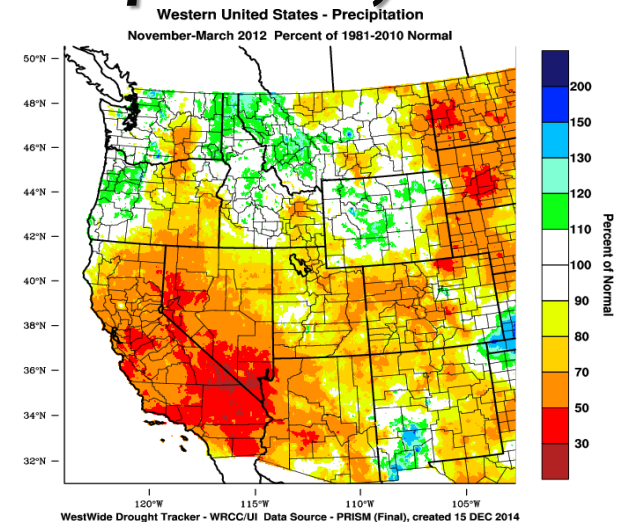 Western United States - Precipitation
November-March 2012 Percent of 1981-2010 Normal
50°N
48°N
46°N
44°N
42°N
40°N
38°N
36°N
34°N
32°N
120°W 115°W 110°W 105°W
200
150
130
120
110
100
90
80
70
50
30
Percent of Normal
WestWide Drought Tracker - WRCC/UI Data Source - PRISM (Final), created 15 DEC 2014